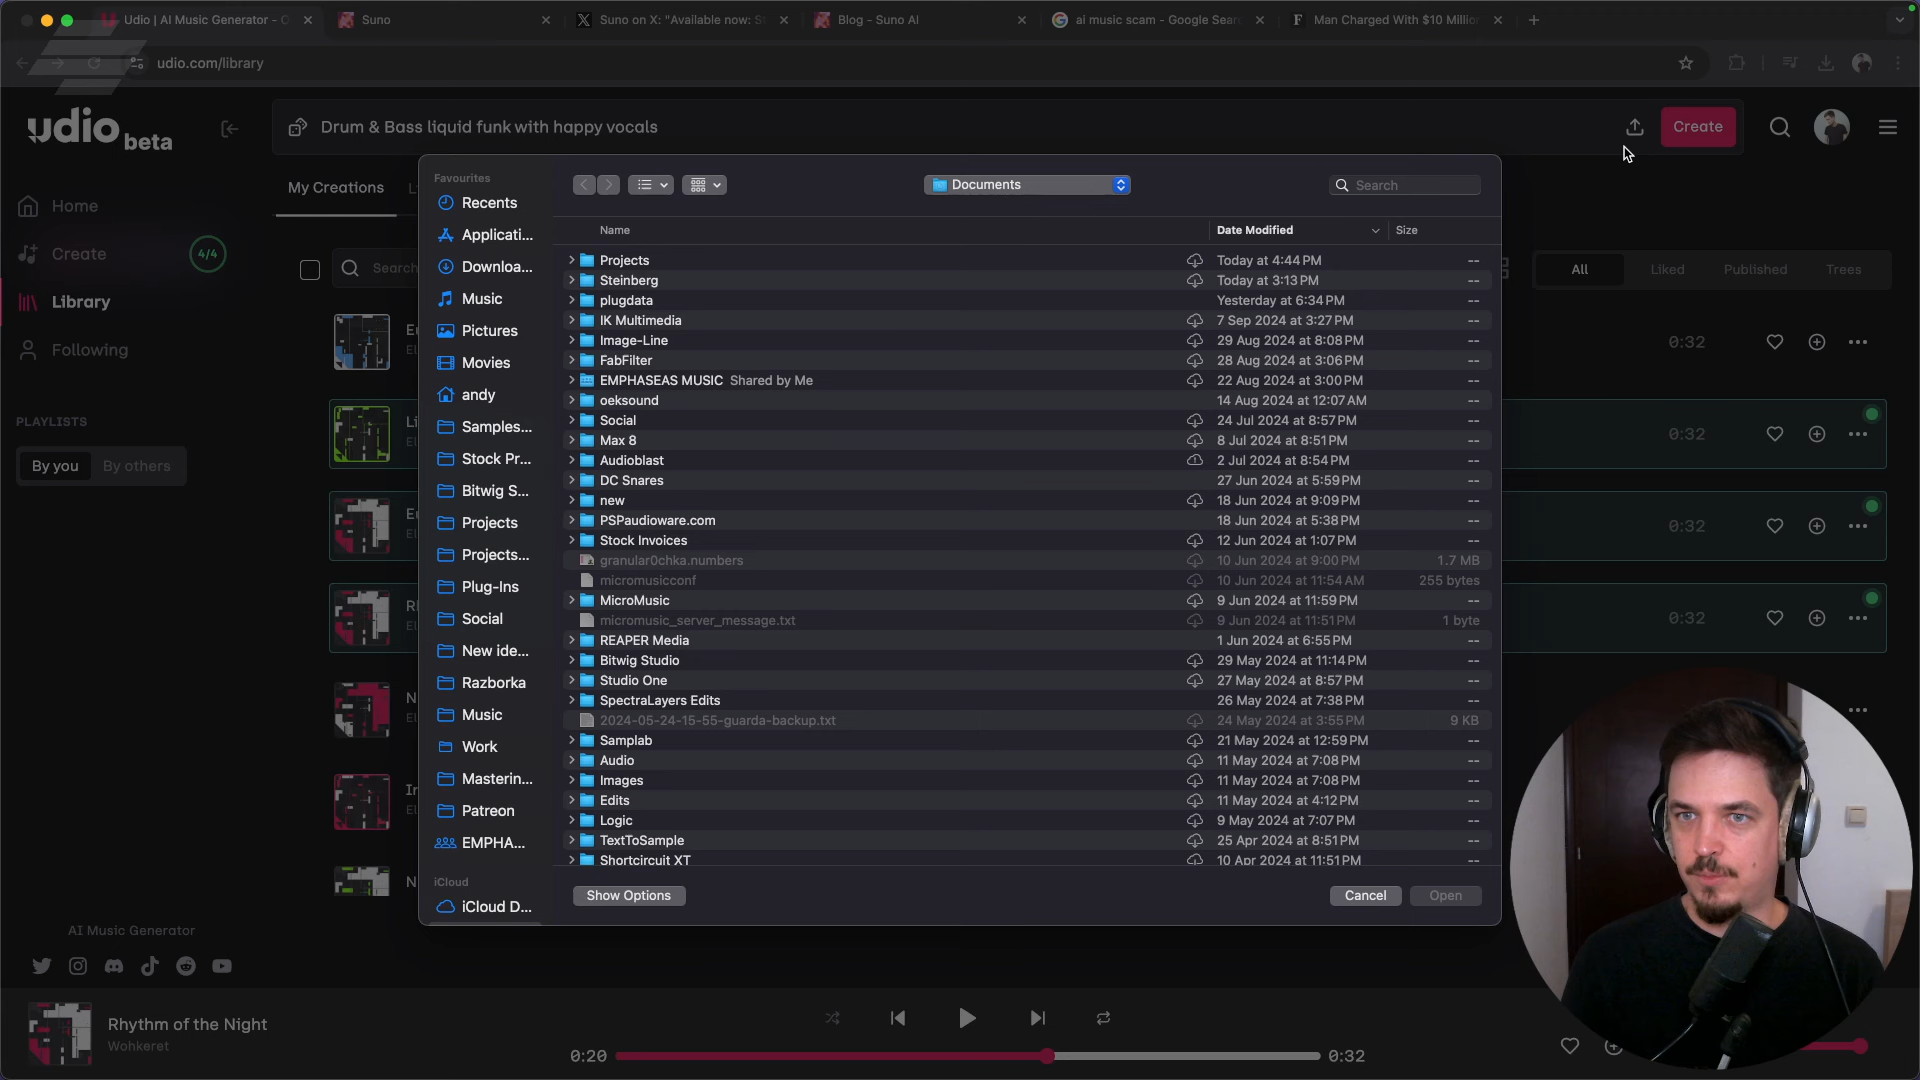 Udio | AI Music Generator - O
Suno
Suno on X: "Available now: S
Blog - Suno AI
ai music scam - Google Sear
Man Charged With $10 Millio
udio.com/library
udio beta
Drum & Bass liquid funk with happy vocals
Create
Home
Create
4/4
Library
Following
PLAYLISTS
By you
By others
My Creations
Search
All
Liked
Published
Trees
0:32
0:32
0:32
0:32
Favourites
Recents
Applicati...
Downloa...
Music
Pictures
Movies
andy
Samples...
Stock Pr...
Bitwig S...
Projects
Projects...
Plug-Ins
Social
New ide...
Razborka
Music
Work
Masterin...
Patreon
EMPHA...
iCloud
iCloud D...
Documents
Search
Name
Date Modified
Size
Projects Today at 4:44 PM --
Steinberg Today at 3:13 PM --
plugdata Yesterday at 6:34 PM --
IK Multimedia 7 Sep 2024 at 3:27 PM --
Image-Line 29 Aug 2024 at 8:08 PM --
FabFilter 28 Aug 2024 at 3:06 PM --
EMPHASEAS MUSIC Shared by Me 22 Aug 2024 at 3:00 PM --
oeksound 14 Aug 2024 at 12:07 AM --
Social 24 Jul 2024 at 8:57 PM --
Max 8 8 Jul 2024 at 8:51 PM --
Audioblast 2 Jul 2024 at 8:54 PM --
DC Snares 27 Jun 2024 at 5:59 PM --
new 18 Jun 2024 at 9:09 PM --
PSPaudioware.com 18 Jun 2024 at 5:38 PM --
Stock Invoices 12 Jun 2024 at 1:07 PM --
granular0chka.numbers 10 Jun 2024 at 9:00 PM 1.7 MB
micromusicconf 10 Jun 2024 at 11:54 AM 255 bytes
MicroMusic 9 Jun 2024 at 11:59 PM --
micromusic_server_message.txt 9 Jun 2024 at 11:51 PM 1 byte
REAPER Media 1 Jun 2024 at 6:55 PM --
Bitwig Studio 29 May 2024 at 11:14 PM --
Studio One 27 May 2024 at 8:57 PM --
SpectraLayers Edits 26 May 2024 at 7:38 PM --
2024-05-24-15-55-guarda-backup.txt 24 May 2024 at 3:55 PM 9 KB
Samplab 21 May 2024 at 12:59 PM --
Audio 11 May 2024 at 7:08 PM --
Images 11 May 2024 at 7:08 PM --
Edits 11 May 2024 at 4:12 PM --
Logic 9 May 2024 at 7:07 PM --
TextToSample 25 Apr 2024 at 8:51 PM --
Shortcircuit XT 10 Apr 2024 at 11:51 PM --
Show Options
Cancel
Open
AI Music Generator
Rhythm of the Night
Wohkeret
0:20
0:32